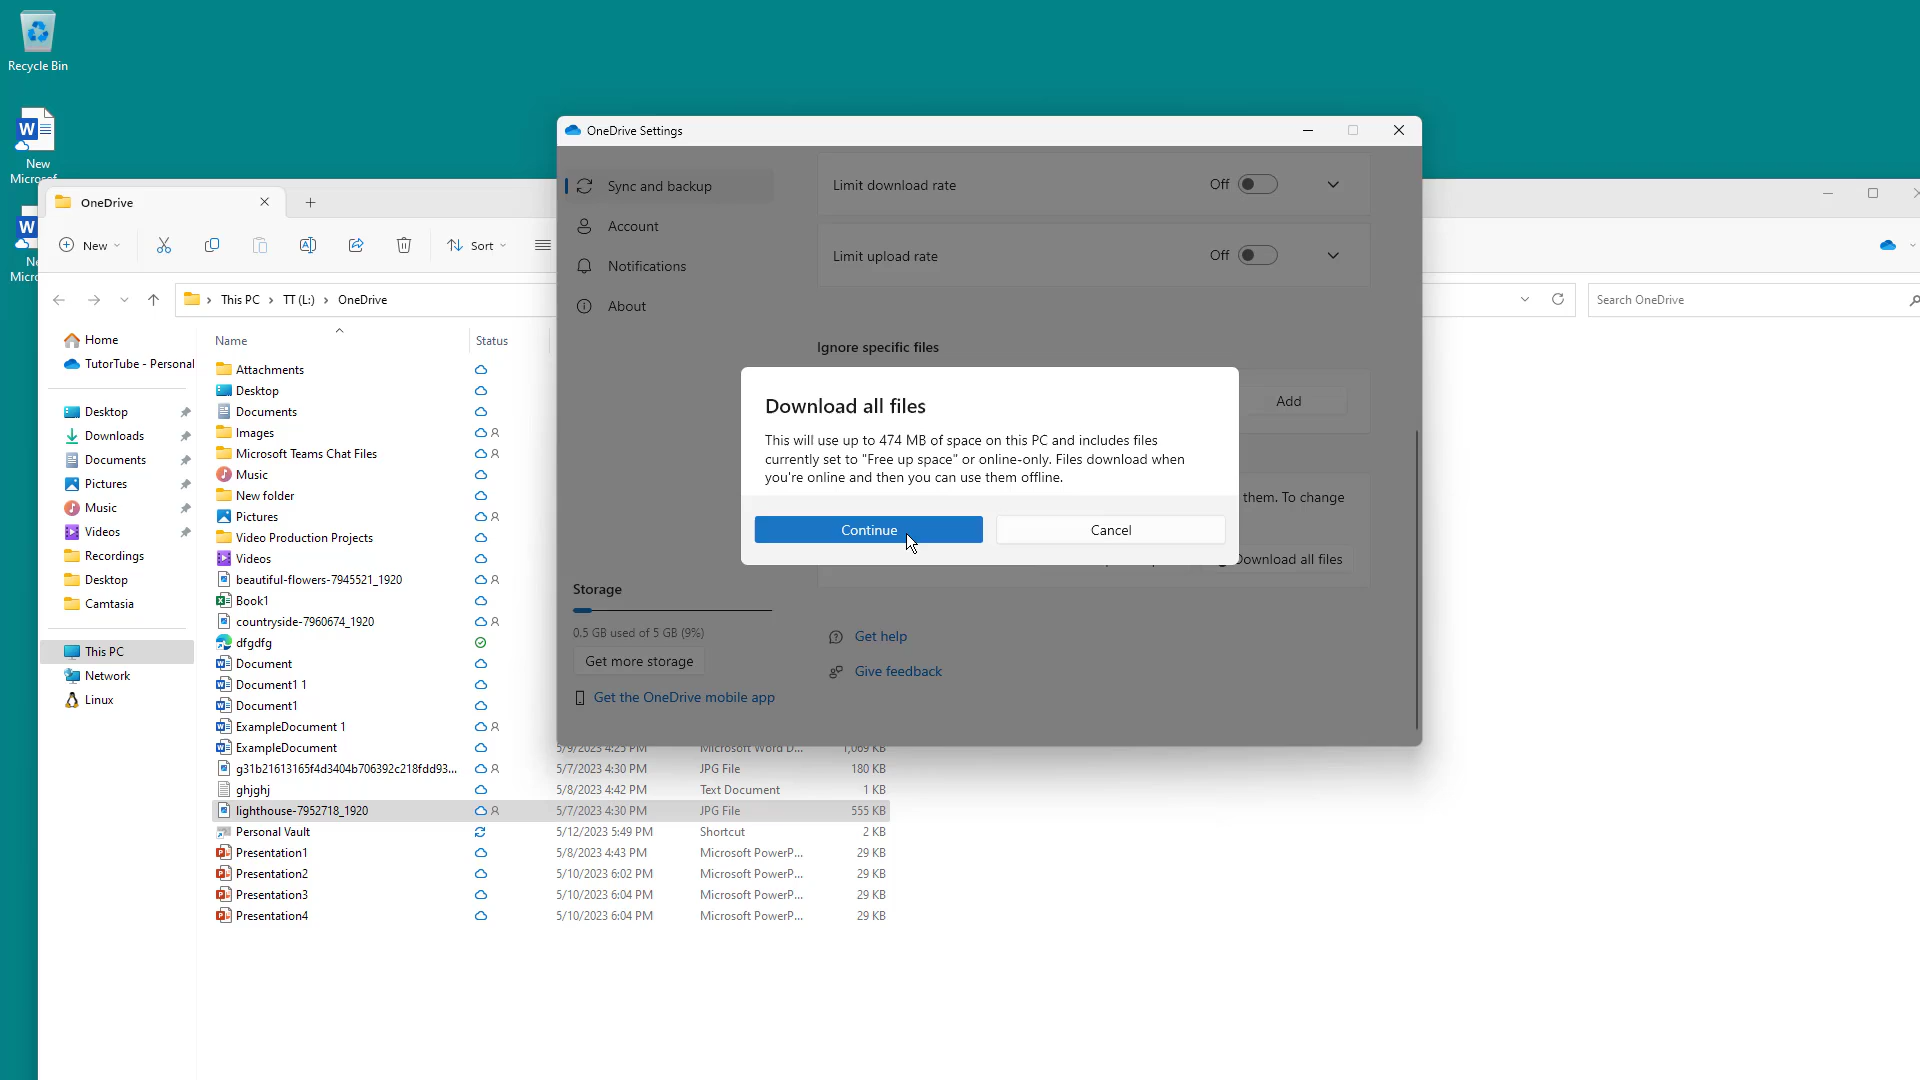 Recycle Bin
New
Microsof
OneDrive
New
Sort
This PC
TT (L:)
OneDrive
Search OneDrive
Home
TutorTube - Personal
Desktop
Downloads
Documents
Pictures
Music
Videos
Recordings
Desktop
Camtasia
This PC
Network
Linux
Name
Status
Attachments
Desktop
Documents
Images
Microsoft Teams Chat Files
Music
New folder
Pictures
Video Production Projects
Videos
beautiful-flowers-7945521_1920
Book1
countryside-7960674_1920
dfgdfg
Document
Document1 1
Document1
ExampleDocument 1
ExampleDocument 5/9/2023 4:25 PM Microsoft Word D... 1,069 KB
g31b21613165f4d3404b706392c218fdd93... 5/7/2023 4:30 PM JPG File 180 KB
ghjghj 5/8/2023 4:42 PM Text Document 1 KB
lighthouse-7952718_1920 5/7/2023 4:30 PM JPG File 555 KB
Personal Vault 5/12/2023 5:49 PM Shortcut 2 KB
Presentation1 5/8/2023 4:43 PM Microsoft PowerP... 29 KB
Presentation2 5/10/2023 6:02 PM Microsoft PowerP... 29 KB
Presentation3 5/10/2023 6:04 PM Microsoft PowerP... 29 KB
Presentation4 5/10/2023 6:04 PM Microsoft PowerP... 29 KB
OneDrive Settings
Sync and backup
Account
Notifications
About
Storage
0.5 GB used of 5 GB (9%)
Get more storage
Get the OneDrive mobile app
Limit download rate Off
Limit upload rate Off
Ignore specific files
Add
them. To change
Download all files
Get help
Give feedback
Download all files
This will use up to 474 MB of space on this PC and includes files
currently set to "Free up space" or online-only. Files download when
you're online and then you can use them offline.
Continue
Cancel